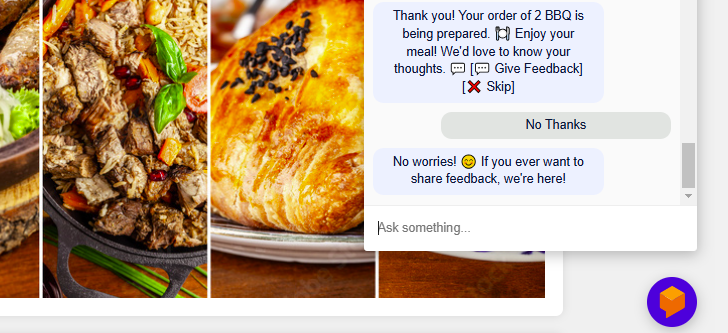 Thank you! Your order of 2 BBQ is
being prepared. 🍽️ Enjoy your
meal! We'd love to know your
thoughts. 💬 [💬 Give Feedback]
[❌ Skip]
No Thanks
No worries! 😊 If you ever want to
share feedback, we're here!
Ask something...